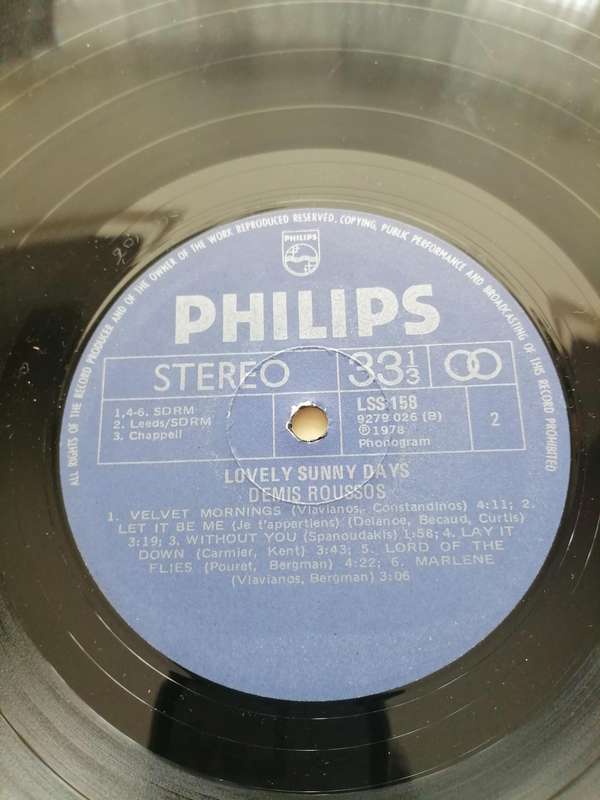 ALL RIGHTS OF THE RECORD PRODUCER AND OF THE OWNER OF THE WORK REPRODUCED RESERVED. COPYING, PUBLIC PERFORMANCE AND BROADCASTING OF THIS RECORD PROHIBITED
PHILIPS
PHILIPS
STEREO 33 1/3
1,4-6. SDRM
2. Leeds/SDRM
3. Chappell
LSS 158
9279 026 (B)
℗ 1978
Phonogram
2
LOVELY SUNNY DAYS
DEMIS ROUSSOS
1. VELVET MORNINGS (Vlavianos, Constandinos) 4:11; 2.
LET IT BE ME (Je t'appertiens) (Delanoe, Becaud, Curtis)
3:19; 3. WITHOUT YOU (Spanoudakis) 1:58; 4. LAY IT
DOWN (Carmier, Kent) 3:43; 5. LORD OF THE
FLIES (Pouret, Bergman) 4:22; 6. MARLENE
(Vlavianos, Bergman) 3:06